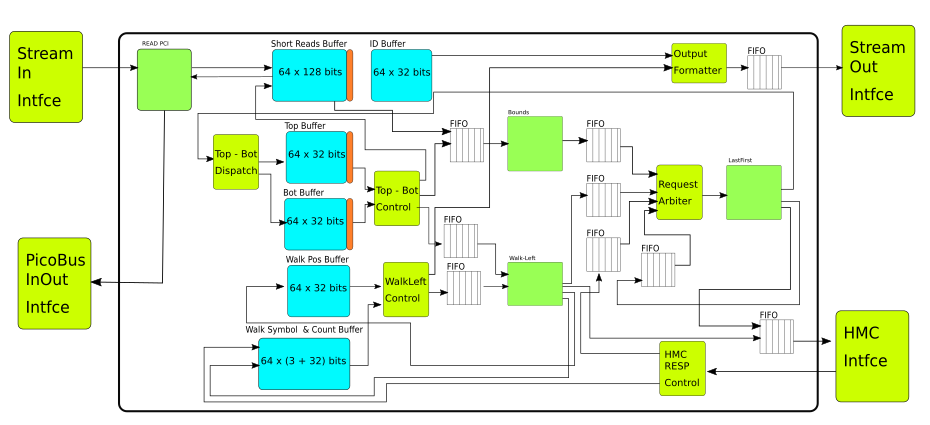 READ PCI
Short Reads Buffer
ID Buffer
Stream
In
Intfce
64 x 128 bits
64 x 32 bits
Output
Formatter
FIFO
Stream
Out
Intfce
Top Buffer
FIFO
Bounds
FIFO
Top - Bot
Dispatch
64 x 32 bits
LastFirst
Bot Buffer
Top - Bot
Control
FIFO
Request
Arbiter
64 x 32 bits
FIFO
FIFO
FIFO
PicoBus
InOut
Intfce
Walk Pos Buffer
64 x 32 bits
WalkLeft
Control
FIFO
Walk-Left
Walk Symbol & Count Buffer
64 x (3 + 32) bits
FIFO
HMC
RESP
Control
HMC
Intfce